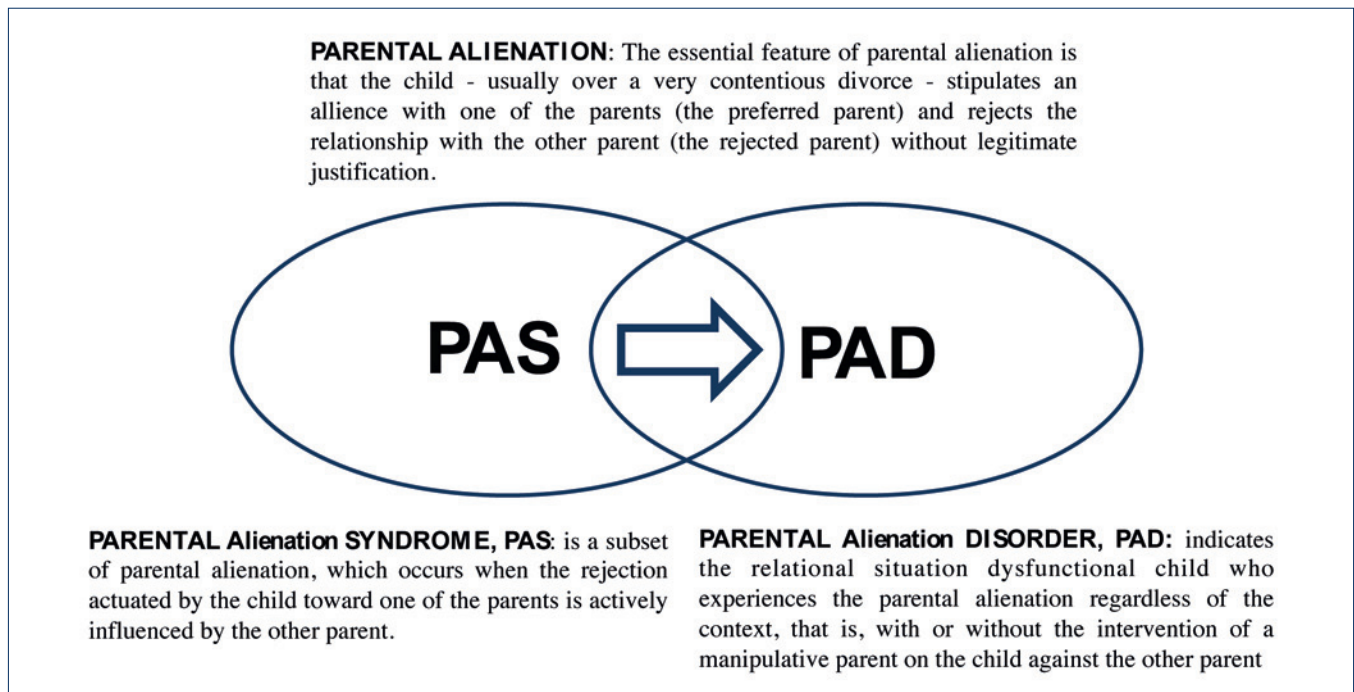 PARENTAL ALIENATION: The essential feature of parental alienation is
that the child - usually over a very contentious divorce - stipulates an
allience with one of the parents (the preferred parent) and rejects the
relationship with the other parent (the rejected parent) without legitimate
justification.
PAS
PAD
PARENTAL Alienation SYNDROME, PAS: is a subset
of parental alienation, which occurs when the rejection
actuated by the child toward one of the parents is actively
influenced by the other parent.
PARENTAL Alienation DISORDER, PAD: indicates
the relational situation dysfunctional child who
experiences the parental alienation regardless of the
context, that is, with or without the intervention of a
manipulative parent on the child against the other parent